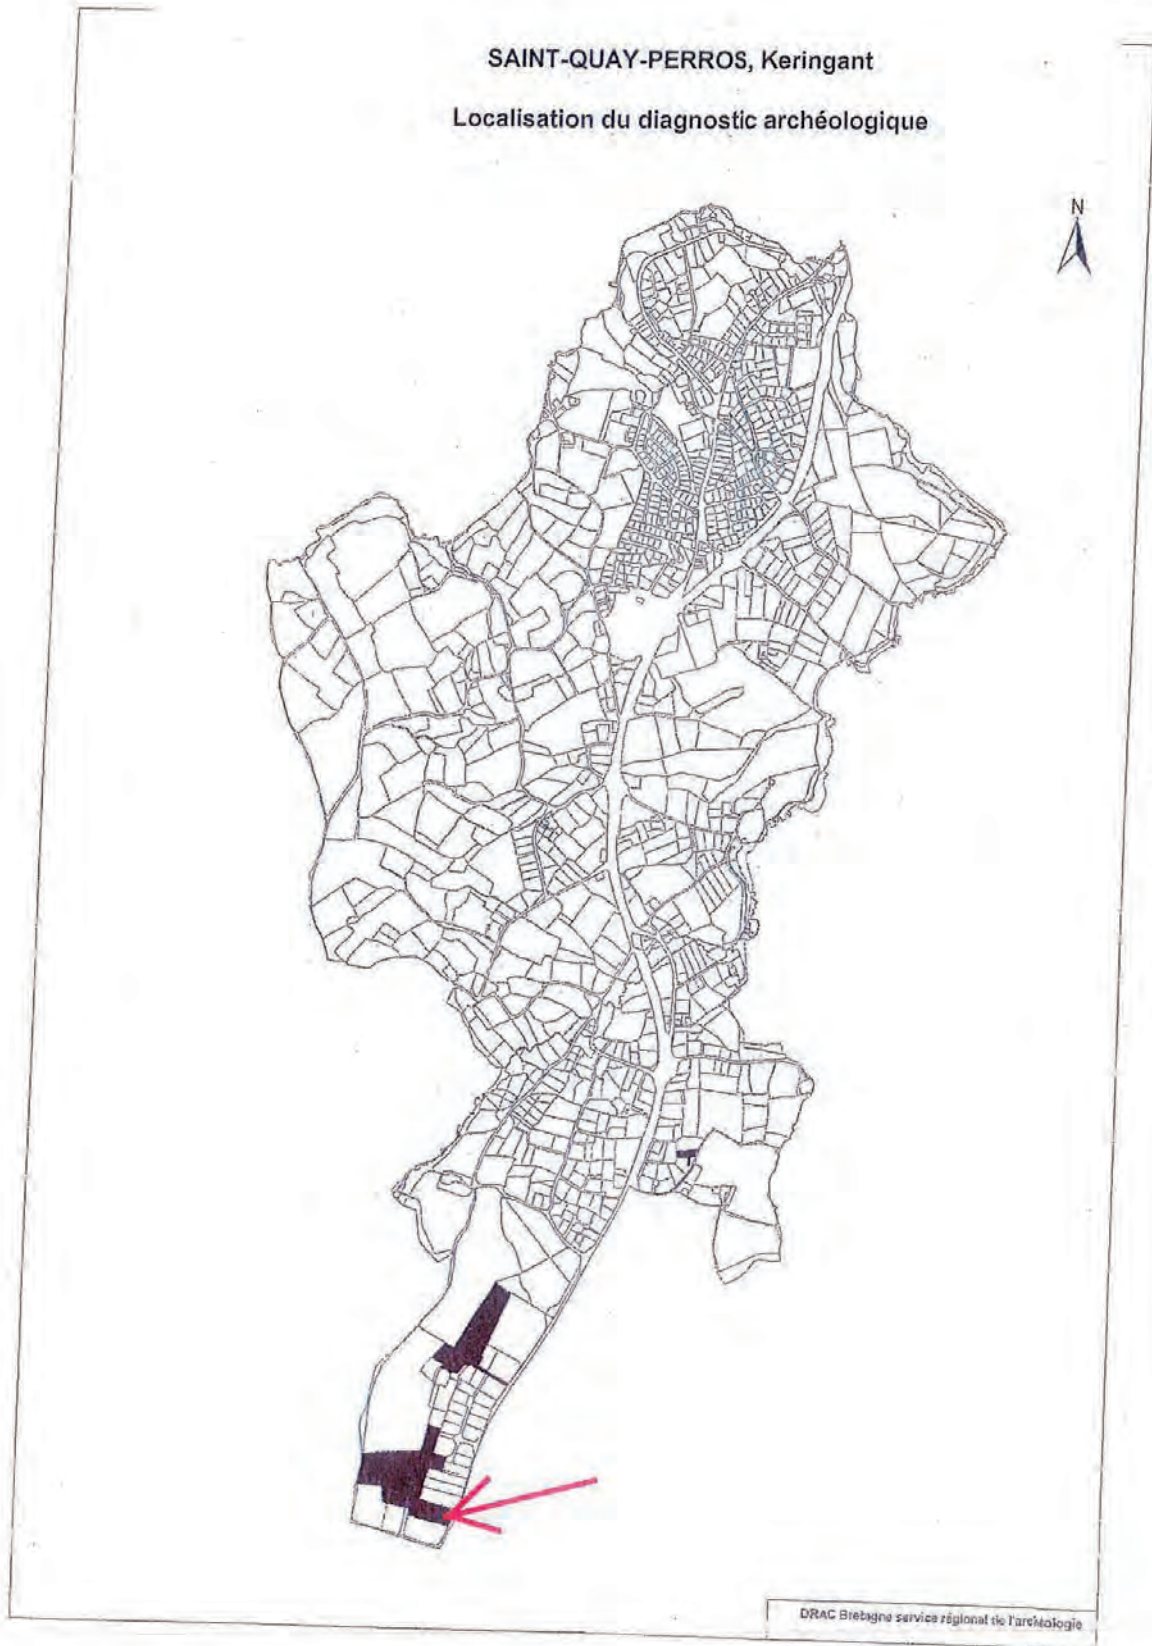 SAINT-QUAY-PERROS, Keringant
Localisation du diagnostic archéologique
N
DRAC Bretagne service régional de l'archéologie